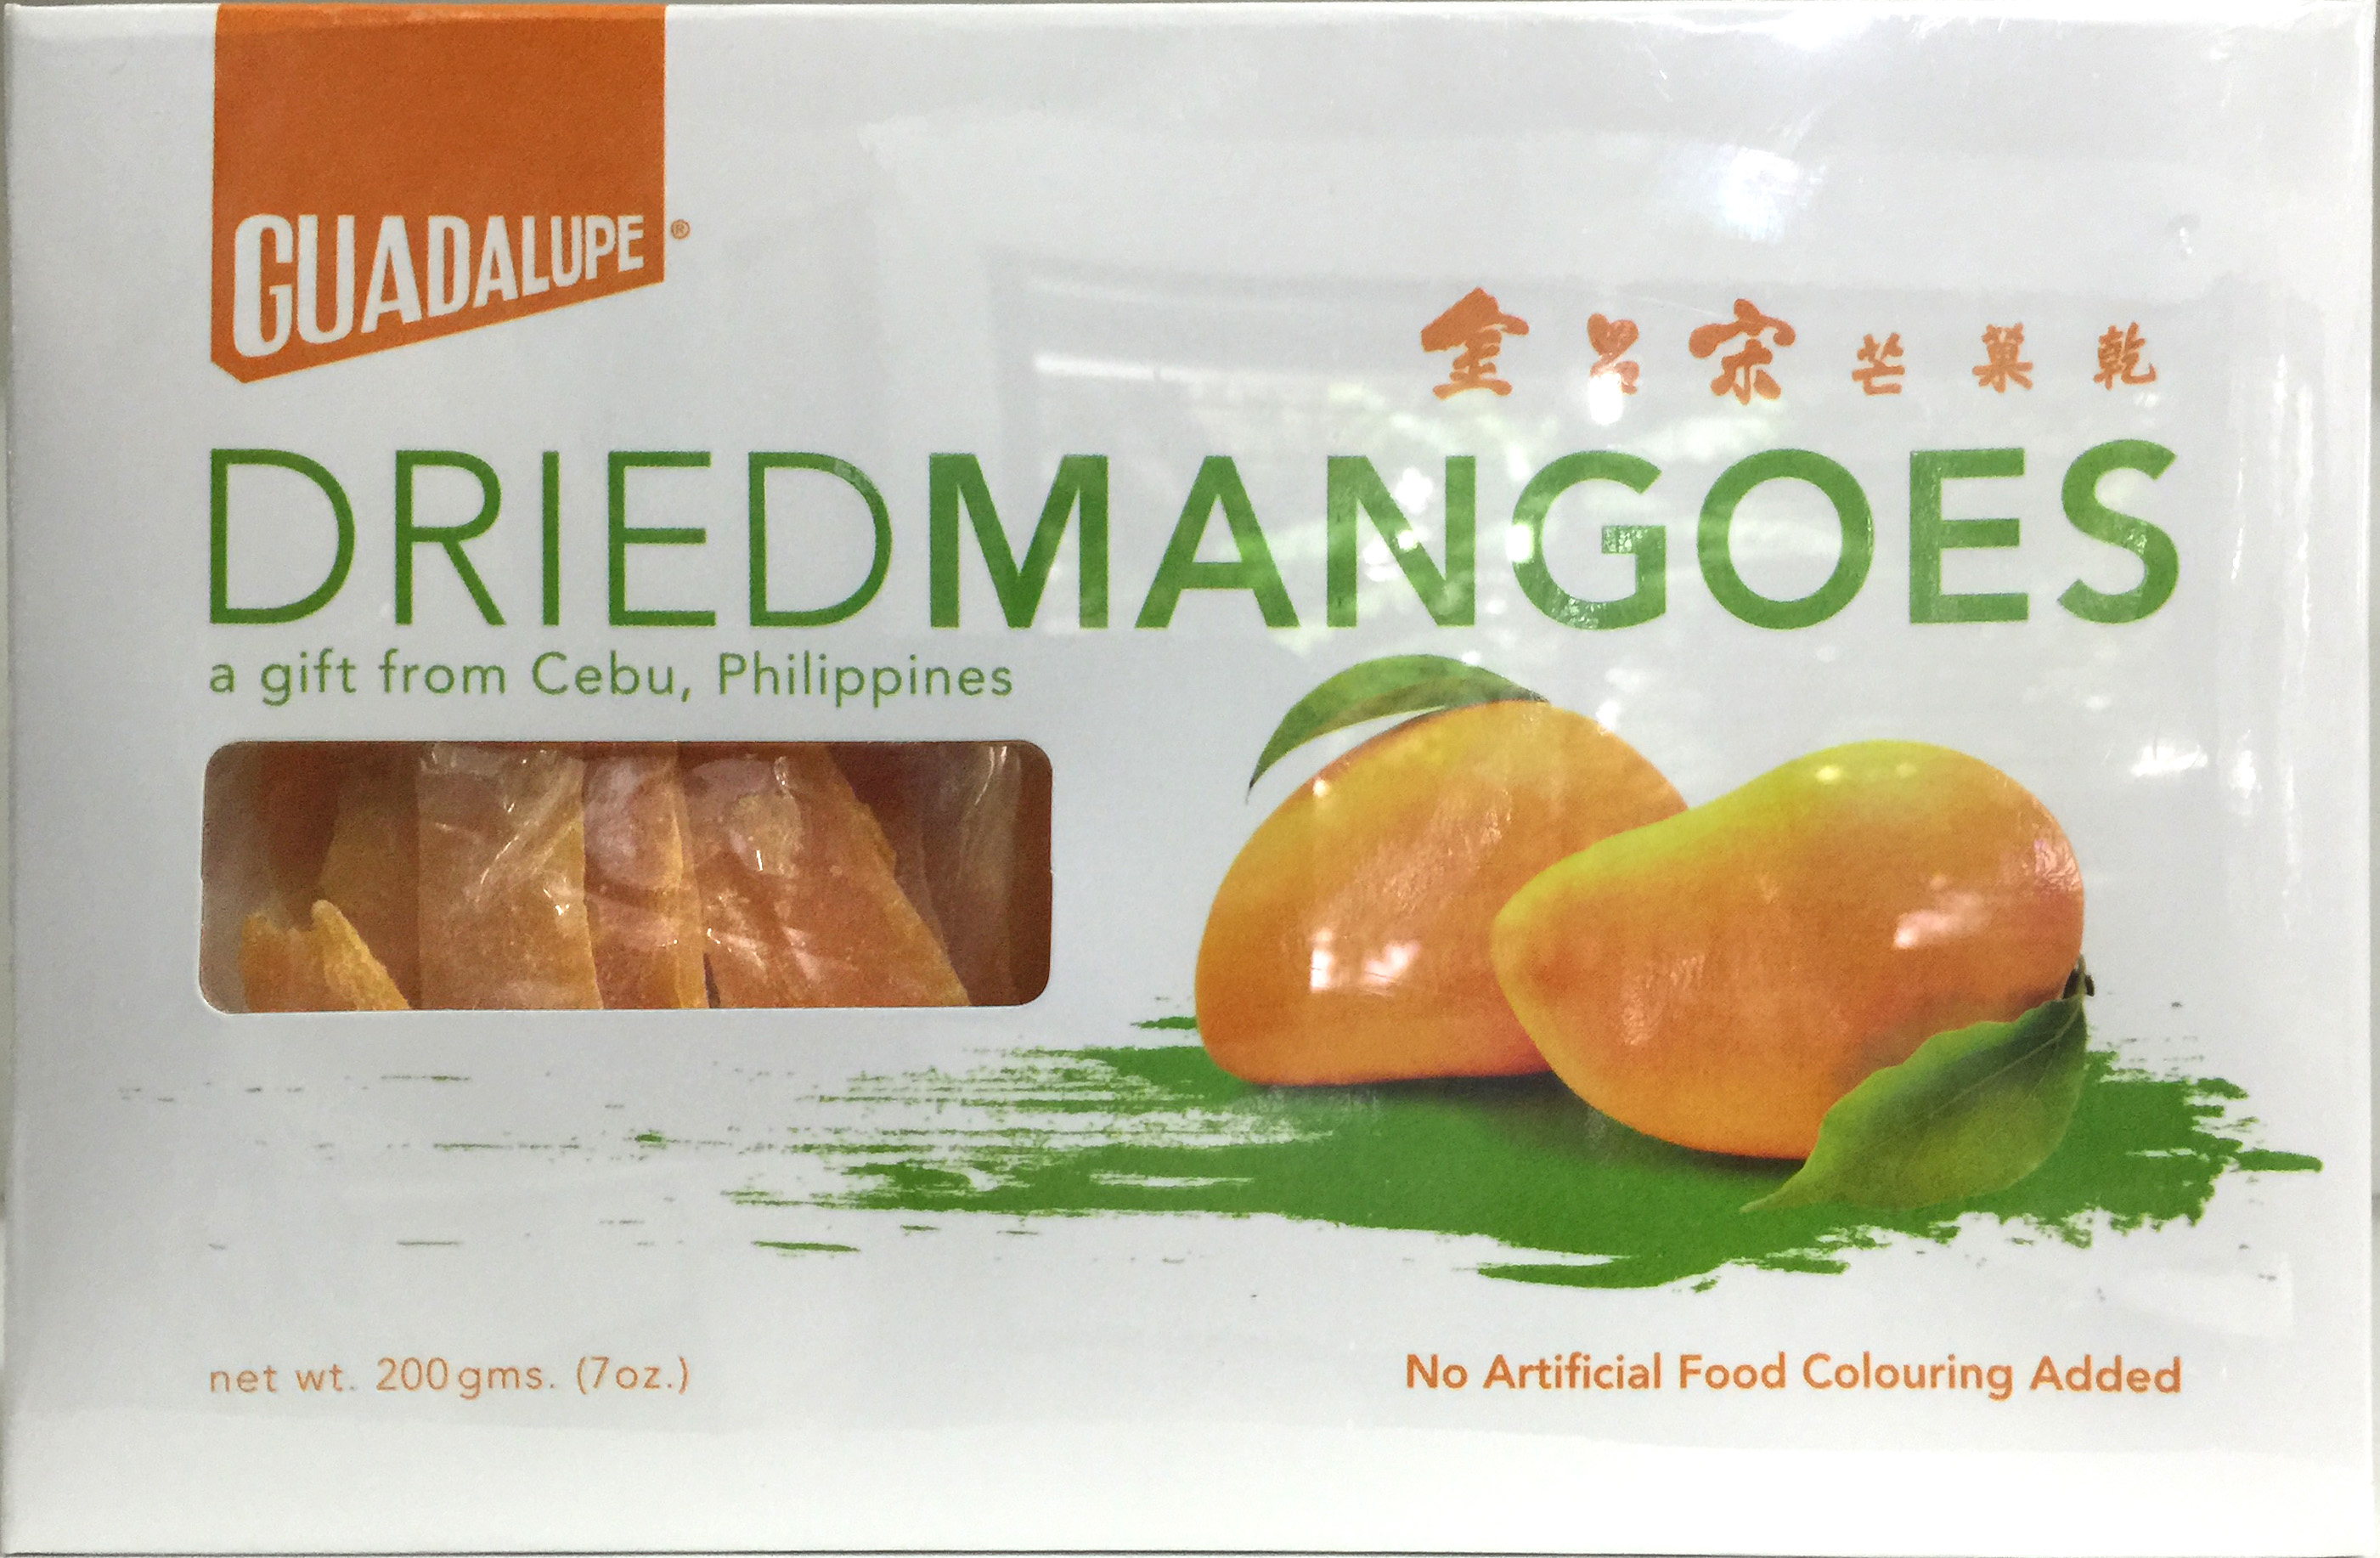 GUADALUPE®
金呂宋芒菓乾
DRIEDMANGOES
a gift from Cebu, Philippines
net wt. 200gms. (7oz.)
No Artificial Food Colouring Added